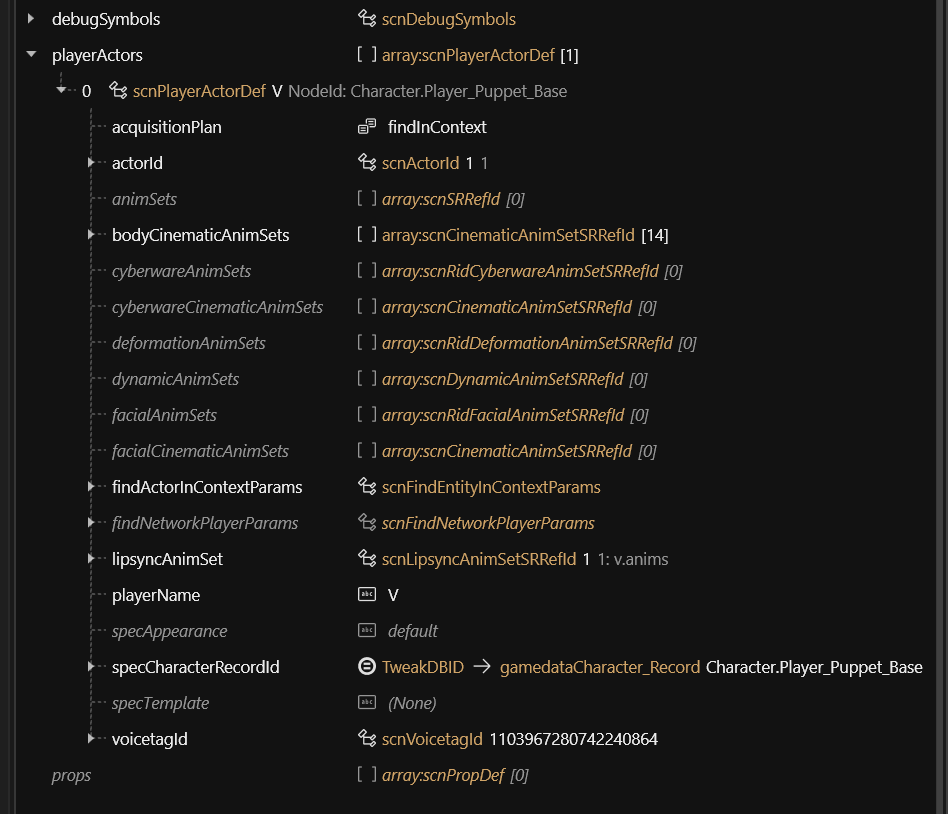 debugSymbols scnDebugSymbols
playerActors [ ] array:scnPlayerActorDef [1]
0 scnPlayerActorDef V NodeId: Character.Player_Puppet_Base
acquisitionPlan findInContext
actorId scnActorId 1 1
animSets [ ] array:scnSRRefId [0]
bodyCinematicAnimSets [ ] array:scnCinematicAnimSetSRRefId [14]
cyberwareAnimSets [ ] array:scnRidCyberwareAnimSetSRRefId [0]
cyberwareCinematicAnimSets [ ] array:scnCinematicAnimSetSRRefId [0]
deformationAnimSets [ ] array:scnRidDeformationAnimSetSRRefId [0]
dynamicAnimSets [ ] array:scnDynamicAnimSetSRRefId [0]
facialAnimSets [ ] array:scnRidFacialAnimSetSRRefId [0]
facialCinematicAnimSets [ ] array:scnCinematicAnimSetSRRefId [0]
findActorInContextParams scnFindEntityInContextParams
findNetworkPlayerParams scnFindNetworkPlayerParams
lipsyncAnimSet scnLipsyncAnimSetSRRefId 1 1: v.anims
playerName abc V
specAppearance abc default
specCharacterRecordId TweakDBID → gamedataCharacter_Record Character.Player_Puppet_Base
specTemplate abc (None)
voicetagId scnVoicetagId 1103967280742240864
props [ ] array:scnPropDef [0]